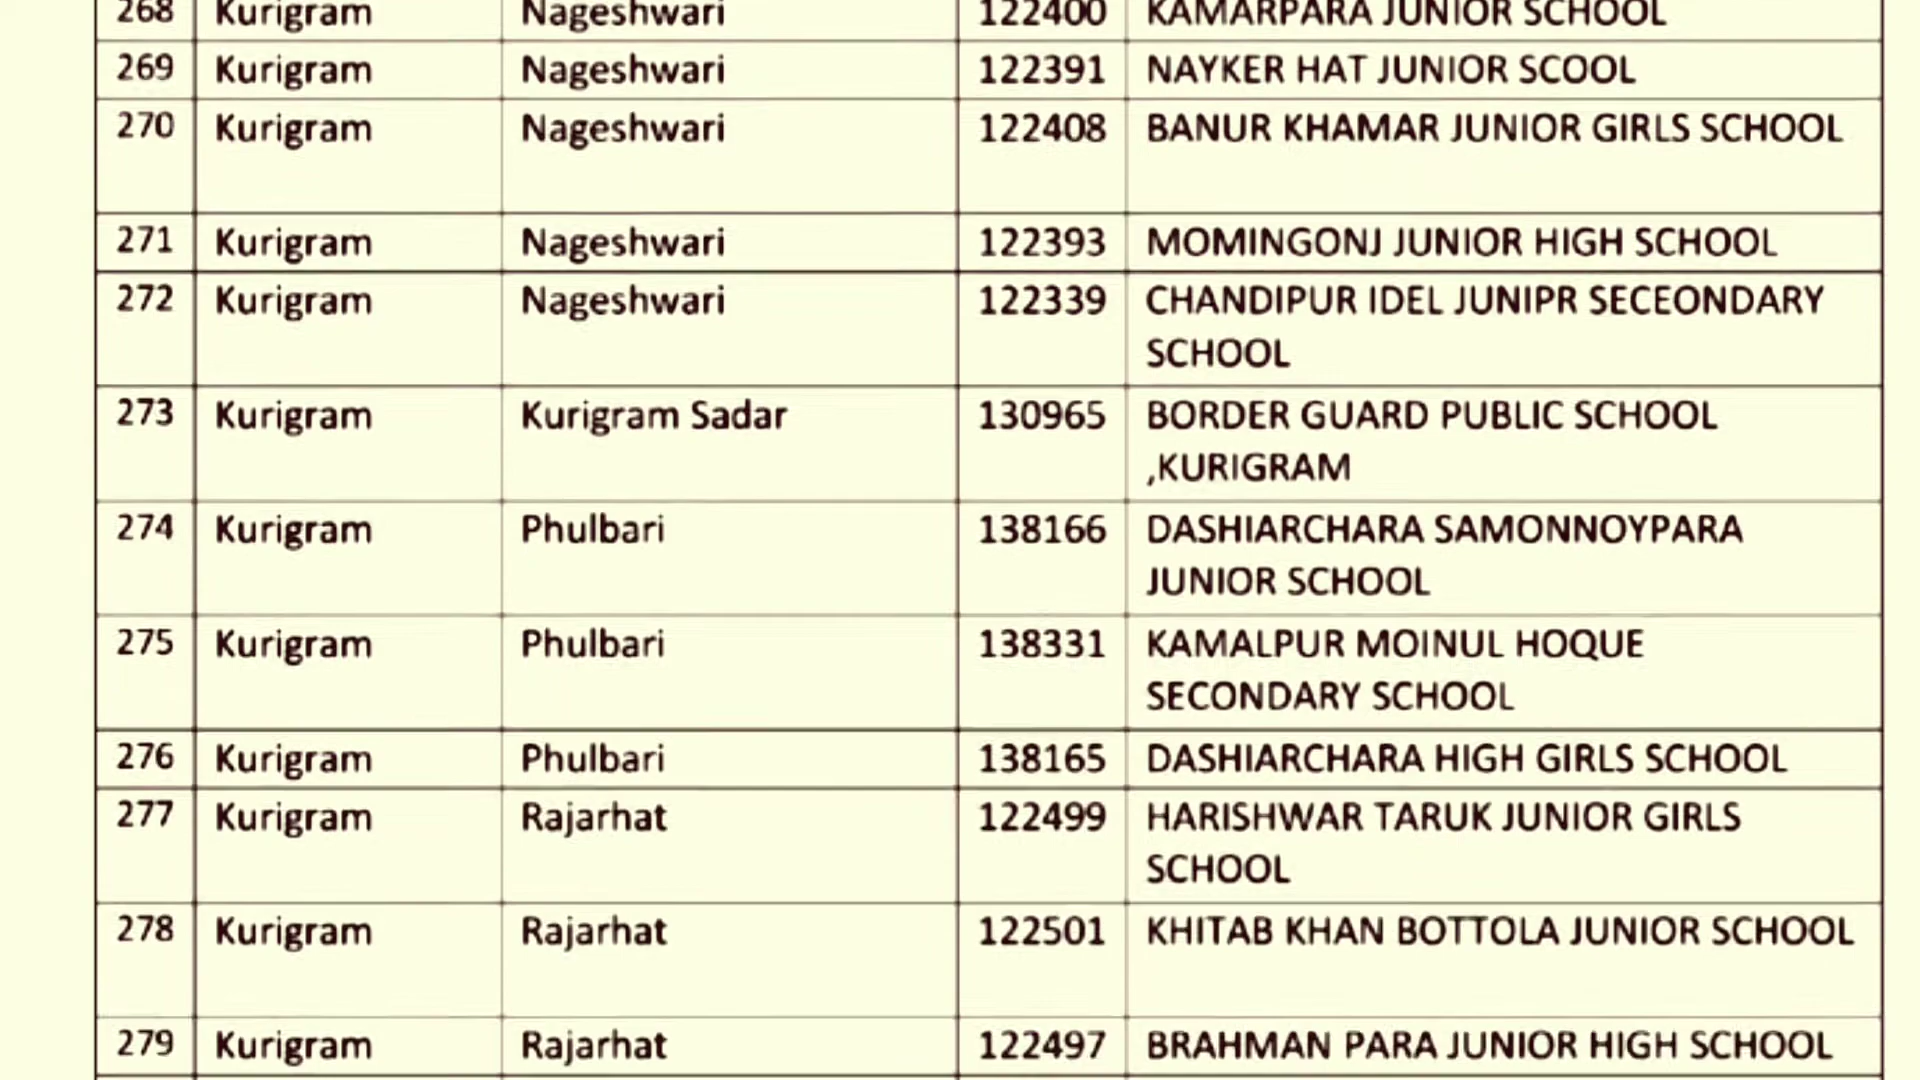 268 Kurigram Nageshwari 122400 KAMARPARA JUNIOR SCHOOL
269 Kurigram Nageshwari 122391 NAYKER HAT JUNIOR SCOOL
270 Kurigram Nageshwari 122408 BANUR KHAMAR JUNIOR GIRLS SCHOOL
271 Kurigram Nageshwari 122393 MOMINGONJ JUNIOR HIGH SCHOOL
272 Kurigram Nageshwari 122339 CHANDIPUR IDEL JUNIPR SECEONDARY
SCHOOL
273 Kurigram Kurigram Sadar 130965 BORDER GUARD PUBLIC SCHOOL
,KURIGRAM
274 Kurigram Phulbari 138166 DASHIARCHARA SAMONNOYPARA
JUNIOR SCHOOL
275 Kurigram Phulbari 138331 KAMALPUR MOINUL HOQUE
SECONDARY SCHOOL
276 Kurigram Phulbari 138165 DASHIARCHARA HIGH GIRLS SCHOOL
277 Kurigram Rajarhat 122499 HARISHWAR TARUK JUNIOR GIRLS
SCHOOL
278 Kurigram Rajarhat 122501 KHITAB KHAN BOTTOLA JUNIOR SCHOOL
279 Kurigram Rajarhat 122497 BRAHMAN PARA JUNIOR HIGH SCHOOL